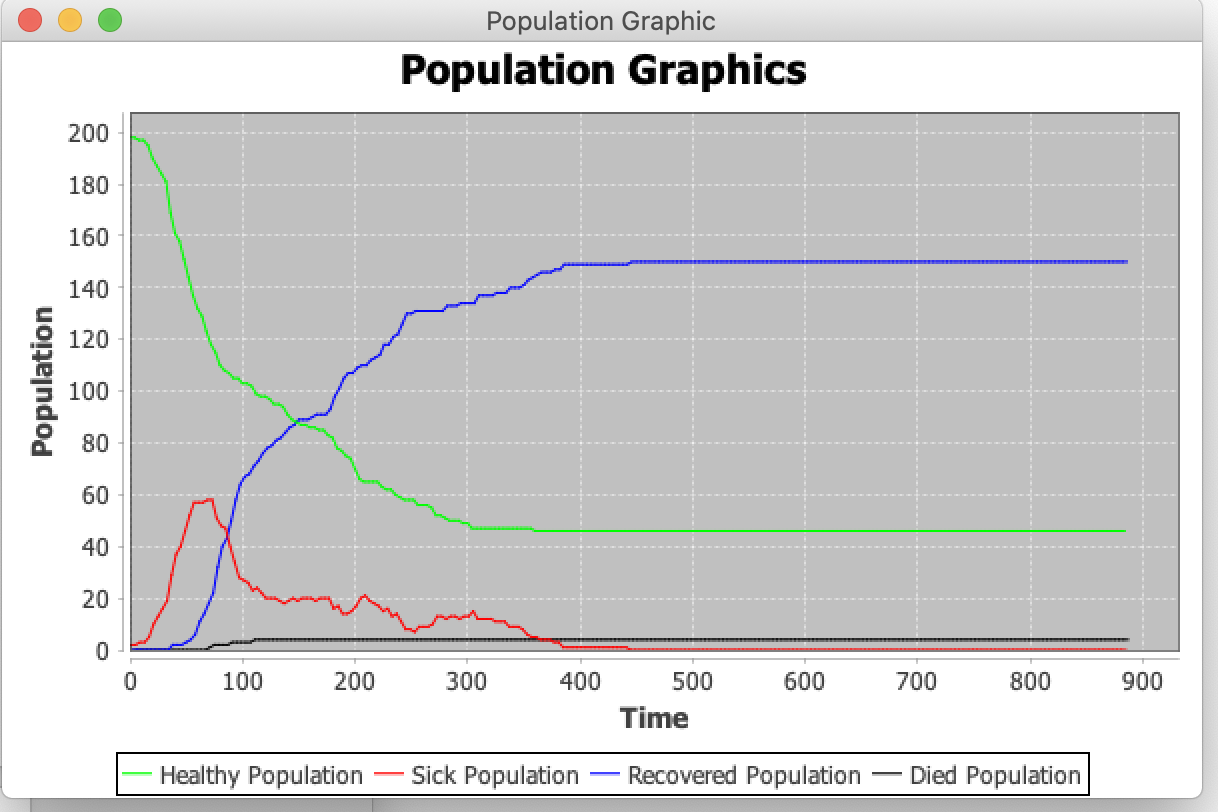 Population Graphic
Population Graphics
200
180
160
140
120
100
80
60
40
20
0
Population
0 100 200 300 400 500 600 700 800 900
Time
Healthy Population Sick Population Recovered Population Died Population